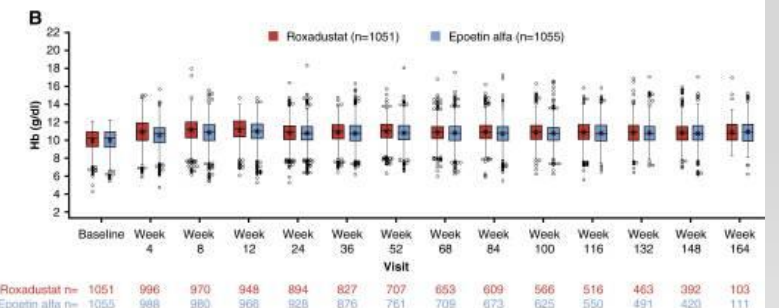 B
Roxadustat (n=1051) Epoetin alfa (n=1055)
Hb (g/dl)
22
20
18
16
14
12
10
8
6
4
2
Baseline Week 4 Week 8 Week 12 Week 24 Week 36 Week 52 Week 68 Week 84 Week 100 Week 116 Week 132 Week 148 Week 164
Visit
Roxadustat n= 1051 996 970 948 894 827 707 653 609 566 516 463 392 103
Epoetin alfa n= 1055 988 980 966 928 876 761 709 673 625 550 491 420 111